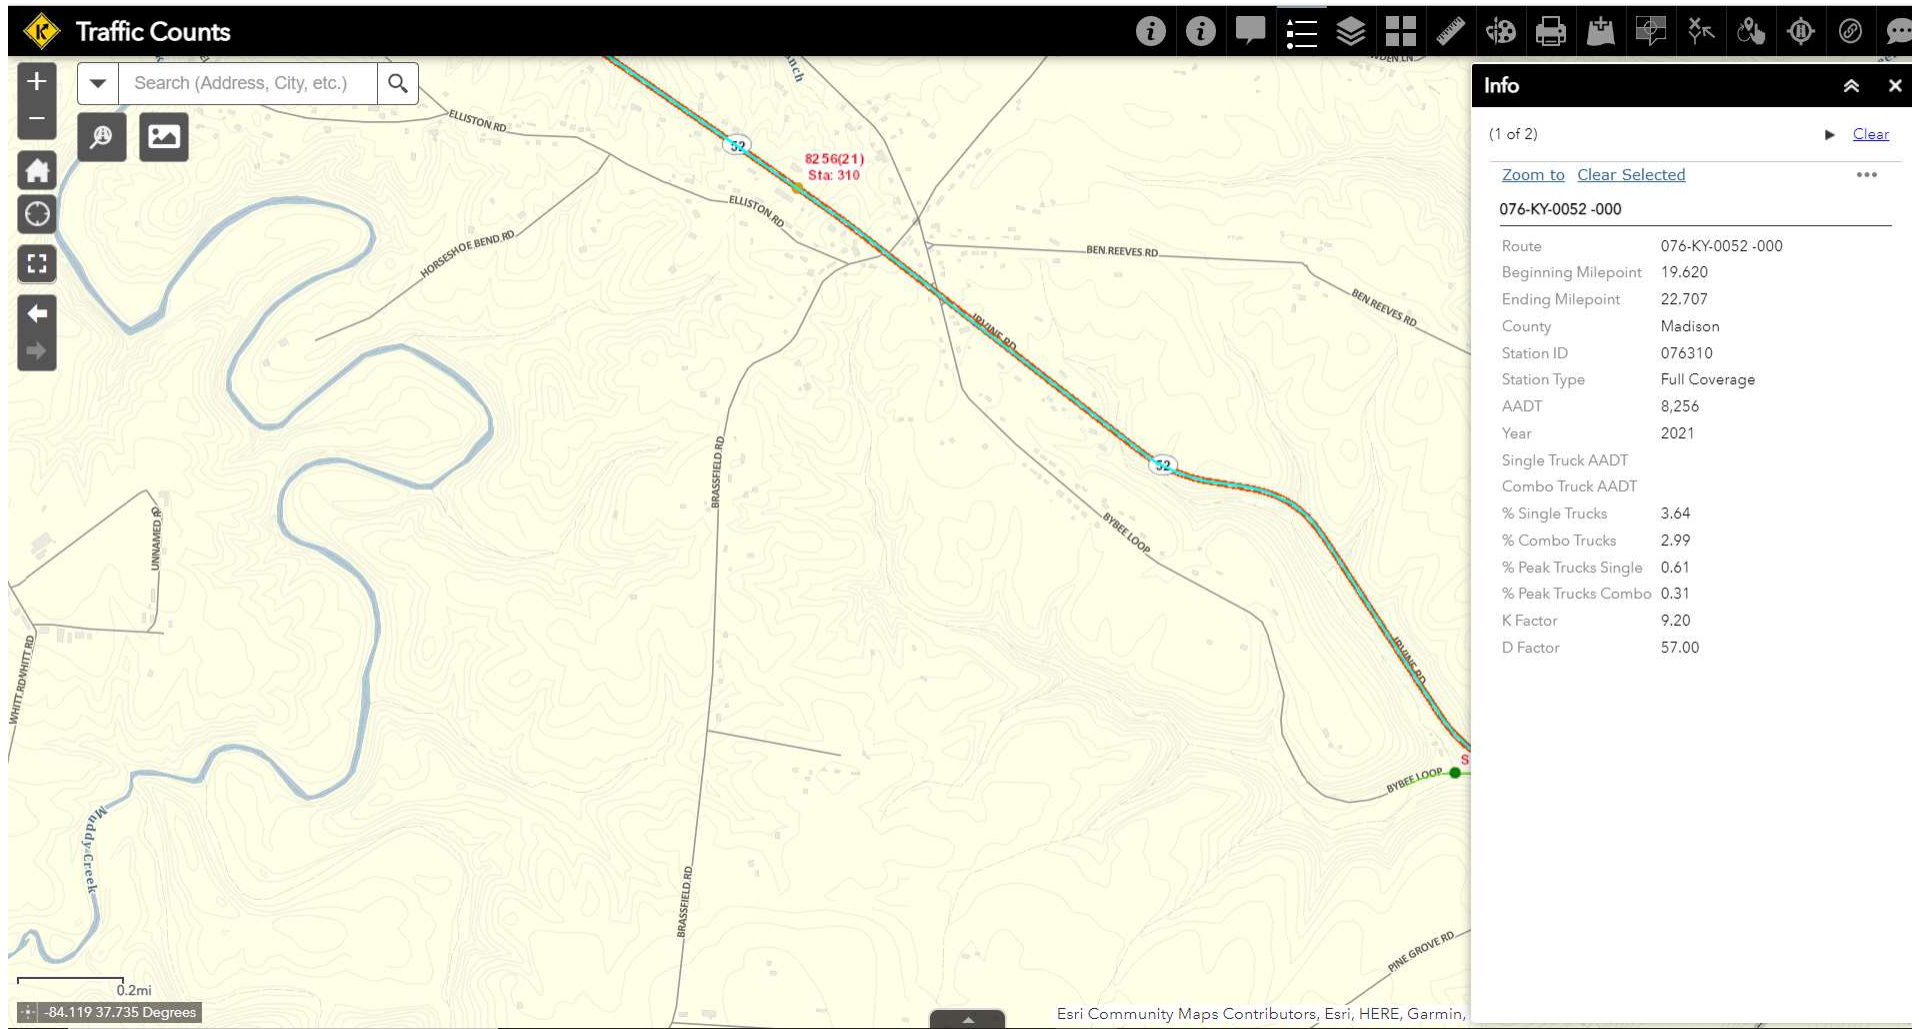 Traffic Counts
Search (Address, City, etc.)
Info
(1 of 2)
Clear
Zoom to Clear Selected
076-KY-0052 -000
Route 076-KY-0052 -000
Beginning Milepoint 19.620
Ending Milepoint 22.707
County Madison
Station ID 076310
Station Type Full Coverage
AADT 8,256
Year 2021
Single Truck AADT
Combo Truck AADT
% Single Trucks 3.64
% Combo Trucks 2.99
% Peak Trucks Single 0.61
% Peak Trucks Combo 0.31
K Factor 9.20
D Factor 57.00
ELLISTON RD
52
8256(21)
Sta: 310
ELLISTON RD
HORSESHOE BEND RD
BEN REEVES RD
BEN REEVES RD
IRVINE RD
BRASSFIELD RD
52
BYBEE LOOP
UNNAMED R
WHITT RD WHITT RD
IRVINE RD
S
BYBEE LOOP
Muddy Creek
BRASSFIELD RD
PINE GROVE RD
0.2mi
-84.119 37.735 Degrees
Esri Community Maps Contributors, Esri, HERE, Garmin,